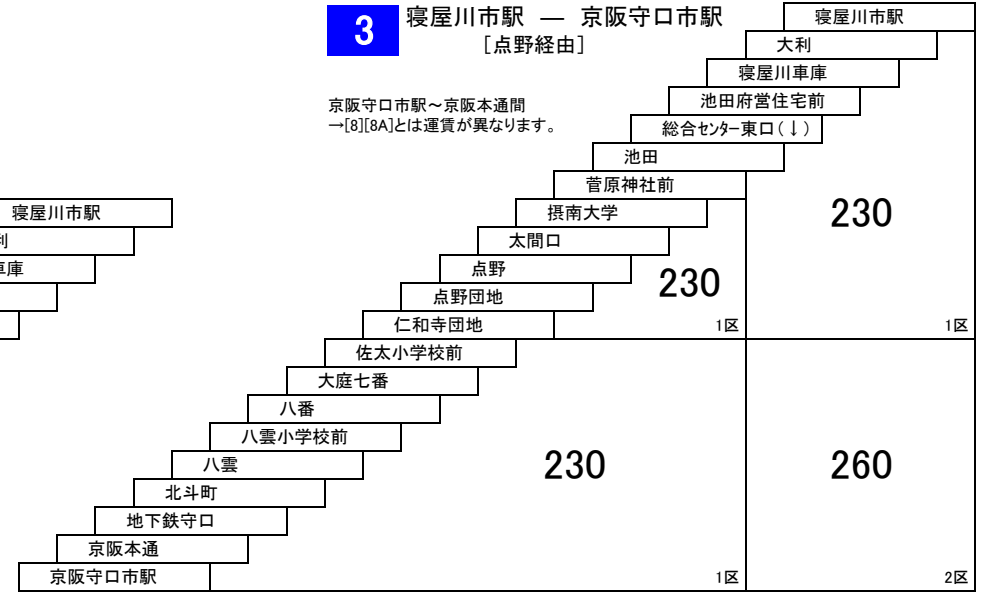 3
寝屋川市駅 ― 京阪守口市駅
[点野経由]
京阪守口市駅~京阪本通間
→[8][8A]とは運賃が異なります。
寝屋川市駅
大利
寝屋川車庫
池田府営住宅前
総合センター東口(↓)
池田
菅原神社前
寝屋川市駅
摂南大学
230
利
太間口
車庫
点野
230
点野団地
仁和寺団地
1区
1区
佐太小学校前
大庭七番
八番
八雲小学校前
八雲
230
260
北斗町
地下鉄守口
京阪本通
京阪守口市駅
1区
2区